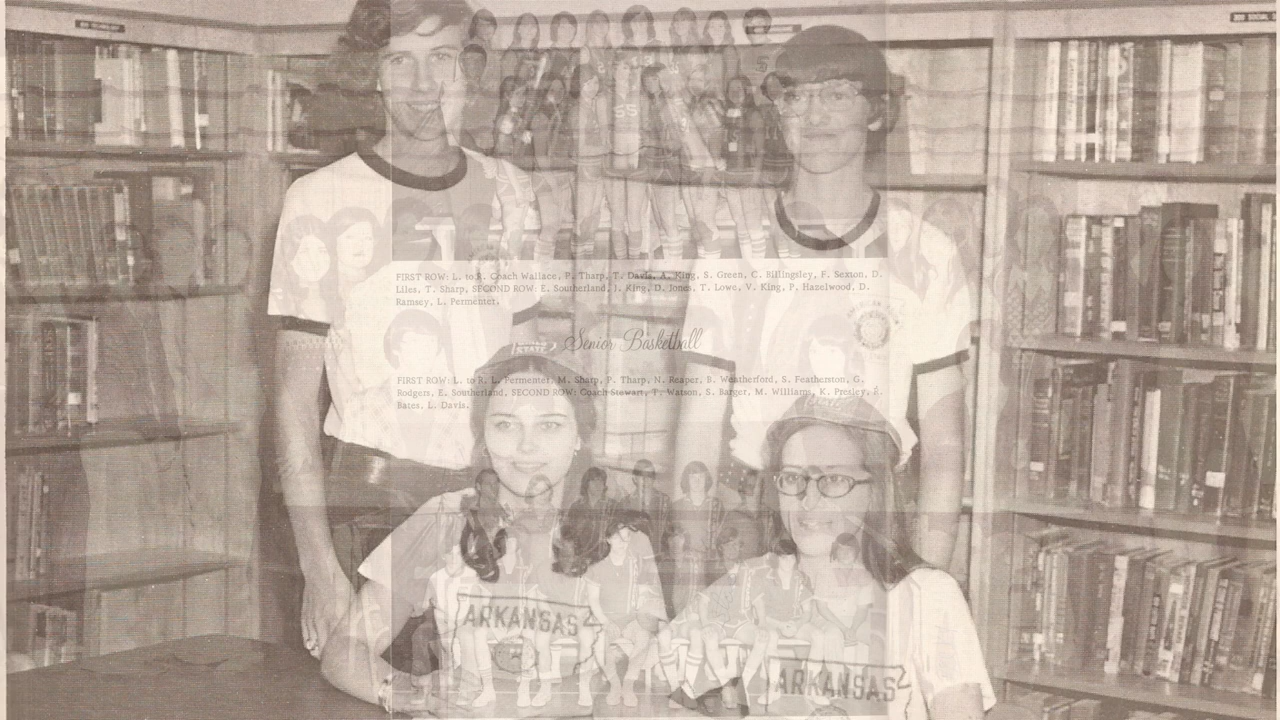 FIRST ROW: L. to R. Coach Wallace, P. Tharp, T. Davis, A. King, S. Green, C. Billingsley, F. Sexton, D.
Liles, T. Sharp, SECOND ROW: E. Southerland, J. King, D. Jones, T. Lowe, V. King, P. Hazelwood, D.
Ramsey, L. Permenter.
Senior Basketball
FIRST ROW: L. to R. L. Permenter, M. Sharp, P. Tharp, N. Reaper, B. Weatherford, S. Featherston, G.
Rodgers, E. Southerland, SECOND ROW: Coach Stewart, T. Watson, S. Barger, M. Williams, K. Presley, R.
Bates, L. Davis.
ARKANSAS
ARKANSAS